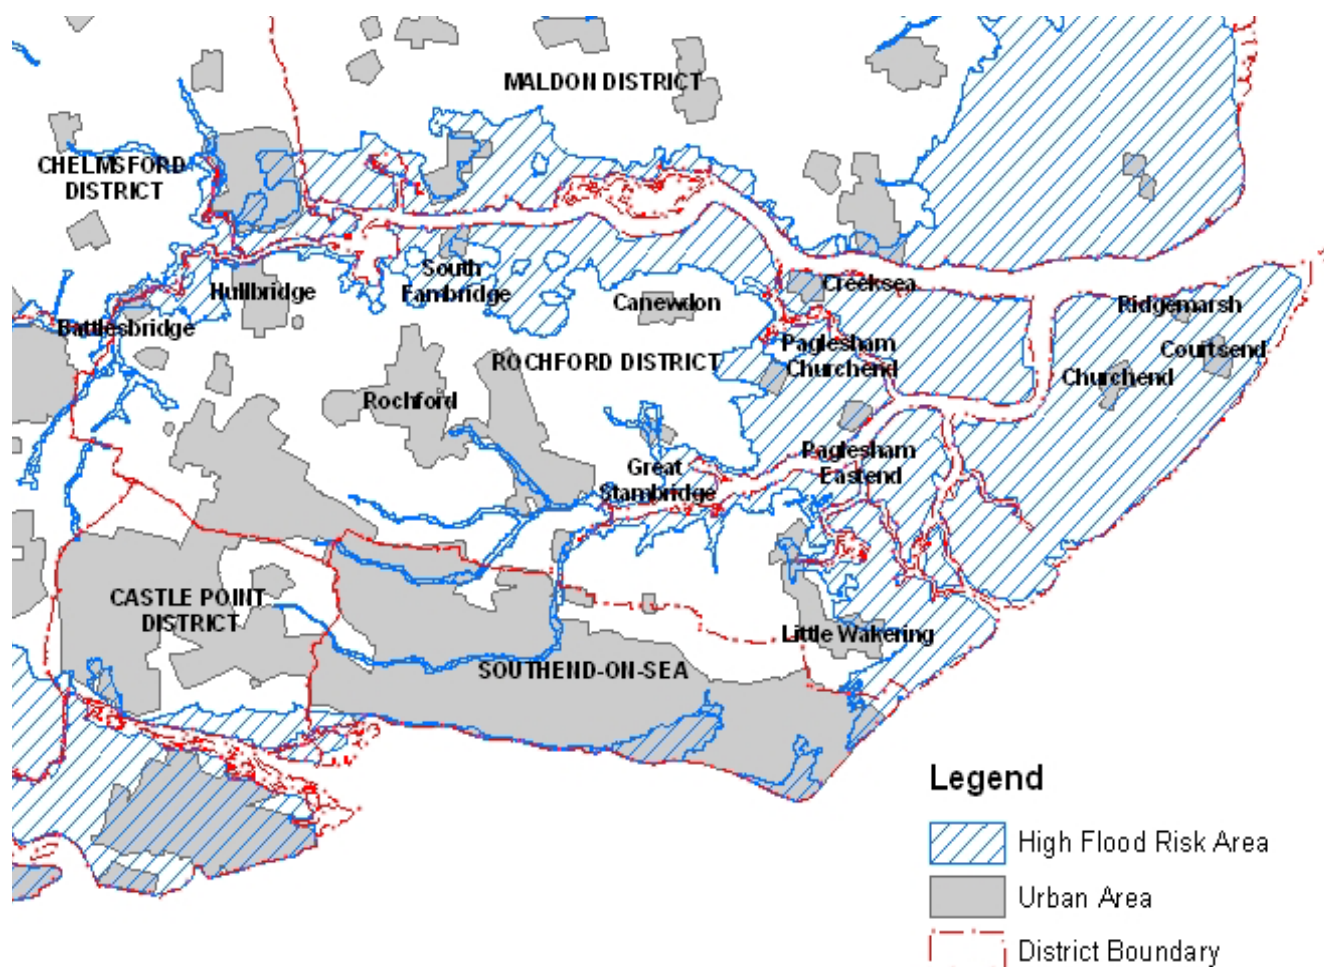 MALDON DISTRICT
CHELMSFORD
DISTRICT
South
Fambridge
Hullbridge
Creeksea
Canewdon
Ridgemarsh
Battlesbridge
Paglesham
Churchend
Courtsend
ROCHFORD DISTRICT
Churchend
Rochford
Paglesham
Eastend
Great
Stambridge
CASTLE POINT
DISTRICT
Little Wakering
SOUTHEND-ON-SEA
Legend
High Flood Risk Area
Urban Area
District Boundary